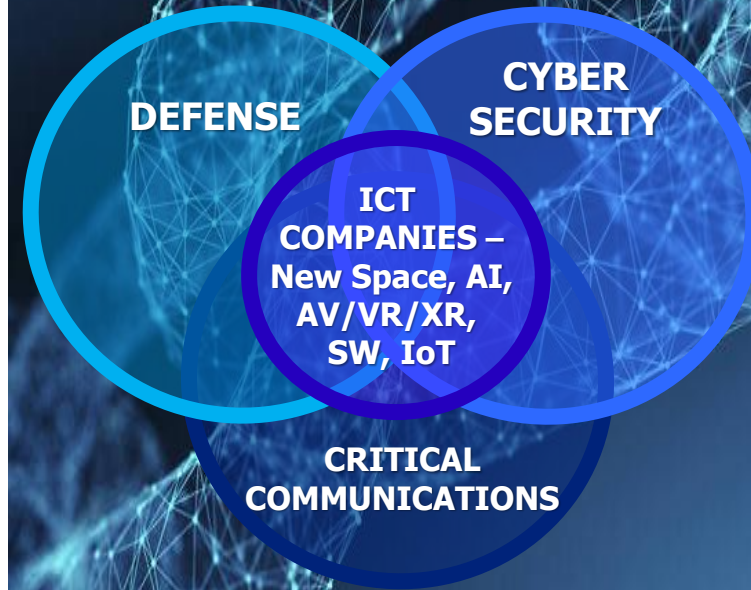 DEFENSE
CYBER
SECURITY
ICT
COMPANIES –
New Space, AI,
AV/VR/XR,
SW, IoT
CRITICAL
COMMUNICATIONS